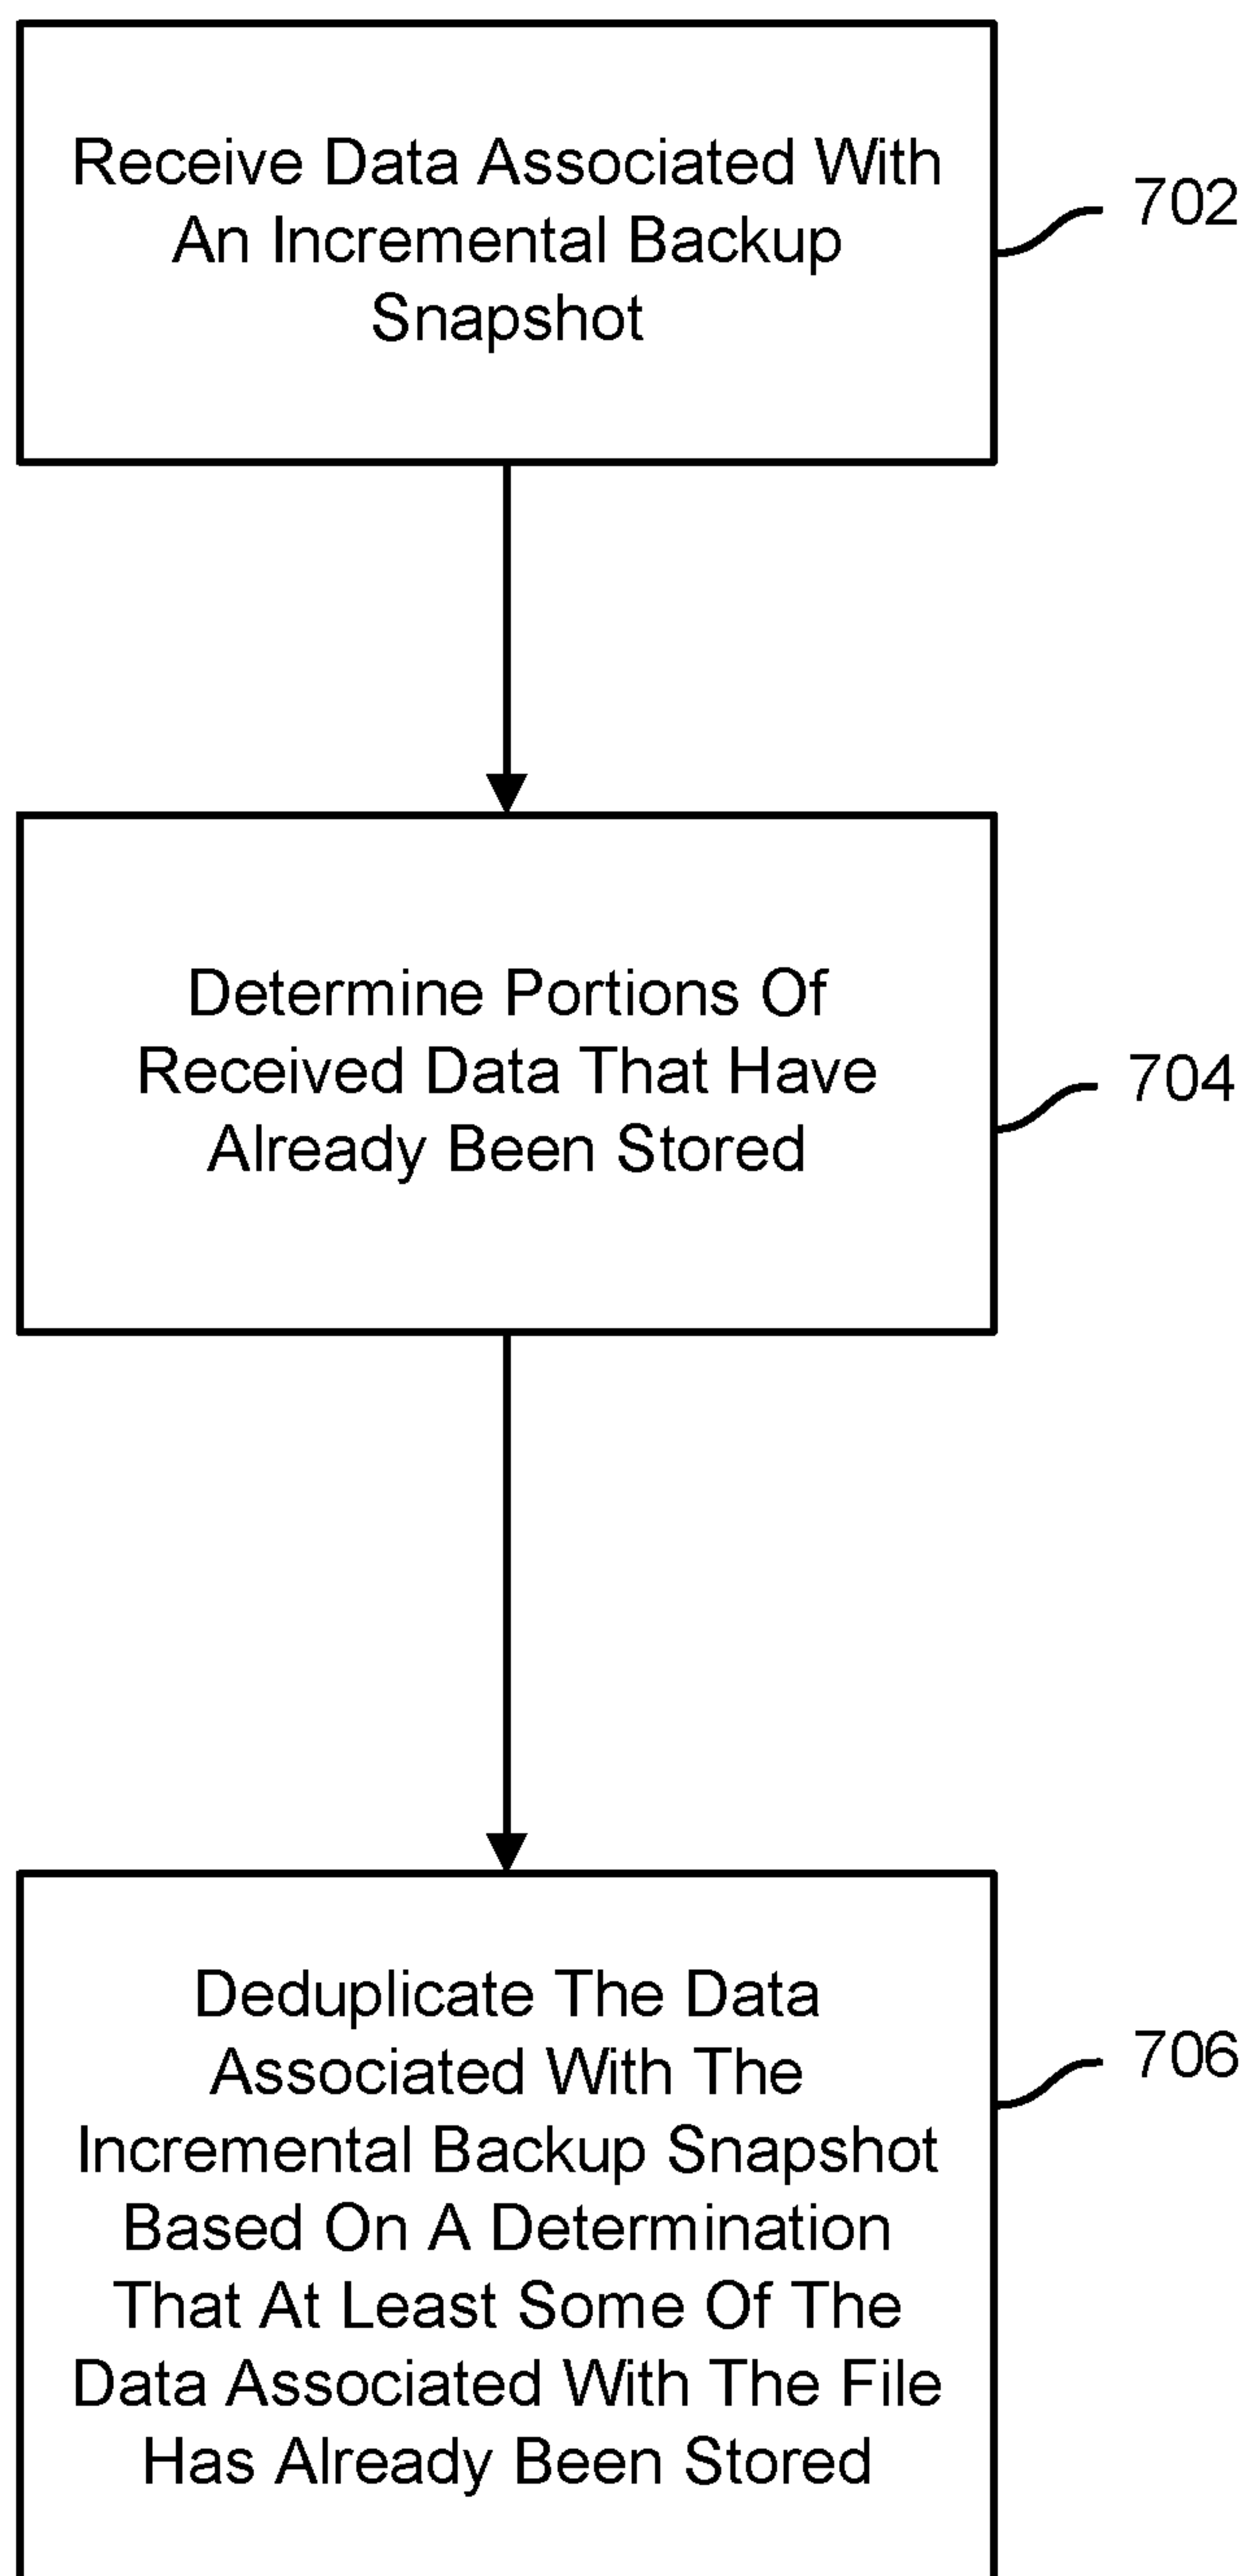 Receive Data Associated With
An Incremental Backup
Snapshot
702
Determine Portions Of
Received Data That Have
Already Been Stored
704
Deduplicate The Data
Associated With The
Incremental Backup Snapshot
Based On A Determination
That At Least Some Of The
Data Associated With The File
Has Already Been Stored
706